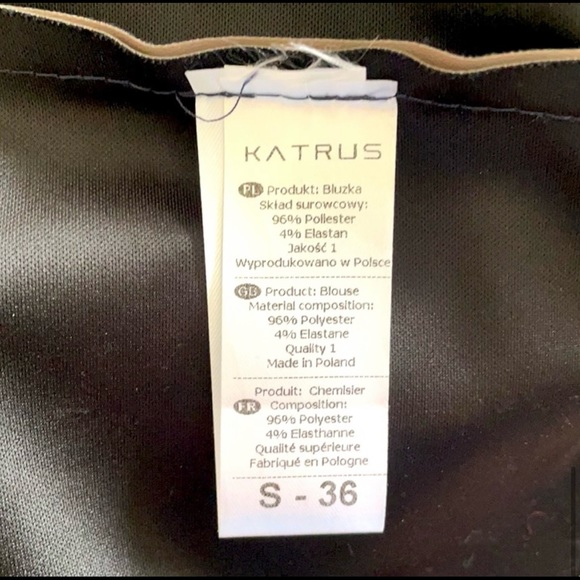 KATRUS
PL Produkt: Bluzka
Skład surowcowy:
96% Poliester
4% Elastan
Jakość 1
Wyprodukowano w Polsce
GB Product: Blouse
Material composition:
96% Polyester
4% Elastane
Quality 1
Made in Poland
Produit: Chemisier
FR Composition:
96% Polyester
4% Elasthanne
Qualité supérieure
Fabriqué en Pologne
S - 36